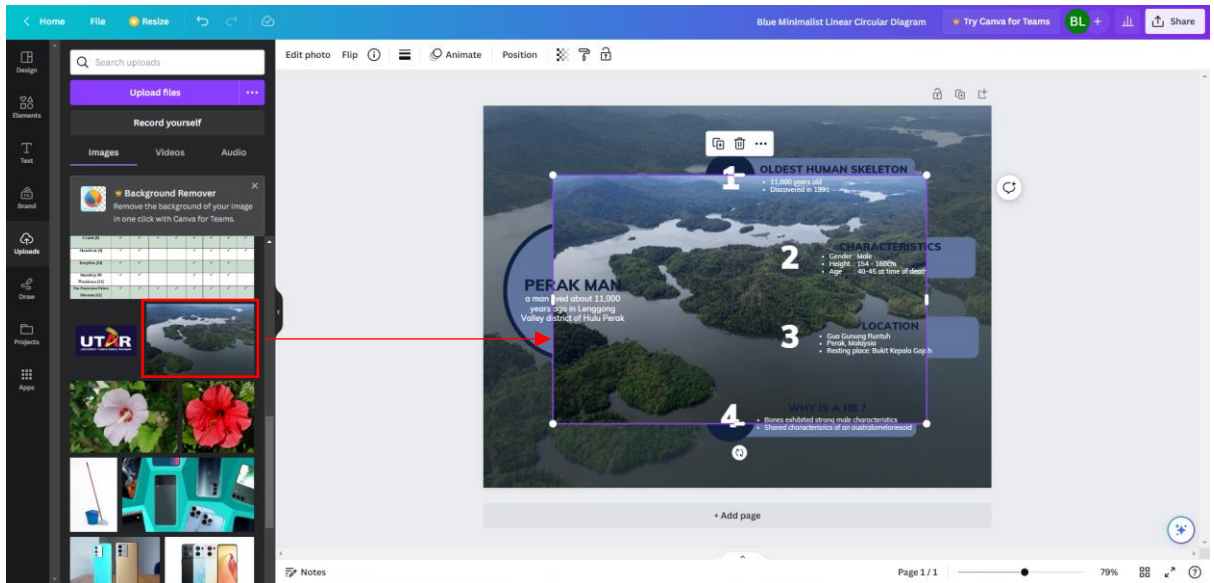 Home
File
Resize
Blue Minimalist Linear Circular Diagram
Try Canva for Teams
BL
+
Share
Design
Elements
Text
Brand
Uploads
Draw
Projects
Apps
Search uploads
Upload files
Record yourself
Images
Videos
Audio
Background Remover
Remove the background of your image
in one click with Canva for Teams.
UTAR
Edit photo
Flip
Animate
Position
1
OLDEST HUMAN SKELETON
11,000 years old
Discovered in 1991
PERAK MAN
a man lived about 11,000
years ago in Lenggong
Valley district of Hulu Perak
2
CHARACTERISTICS
Gender : Male
Height : 154 - 160cm
Age : 40-45 at time of death
3
LOCATION
Gua Gunung Runtuh
Perak, Malaysia
Resting place: Bukit Kepala Gajah
4
WHY IS A HE ?
Bones exhibited strong male characteristics
Shared characterisrics of an australomelanesoid
+ Add page
Notes
Page 1 / 1
79%